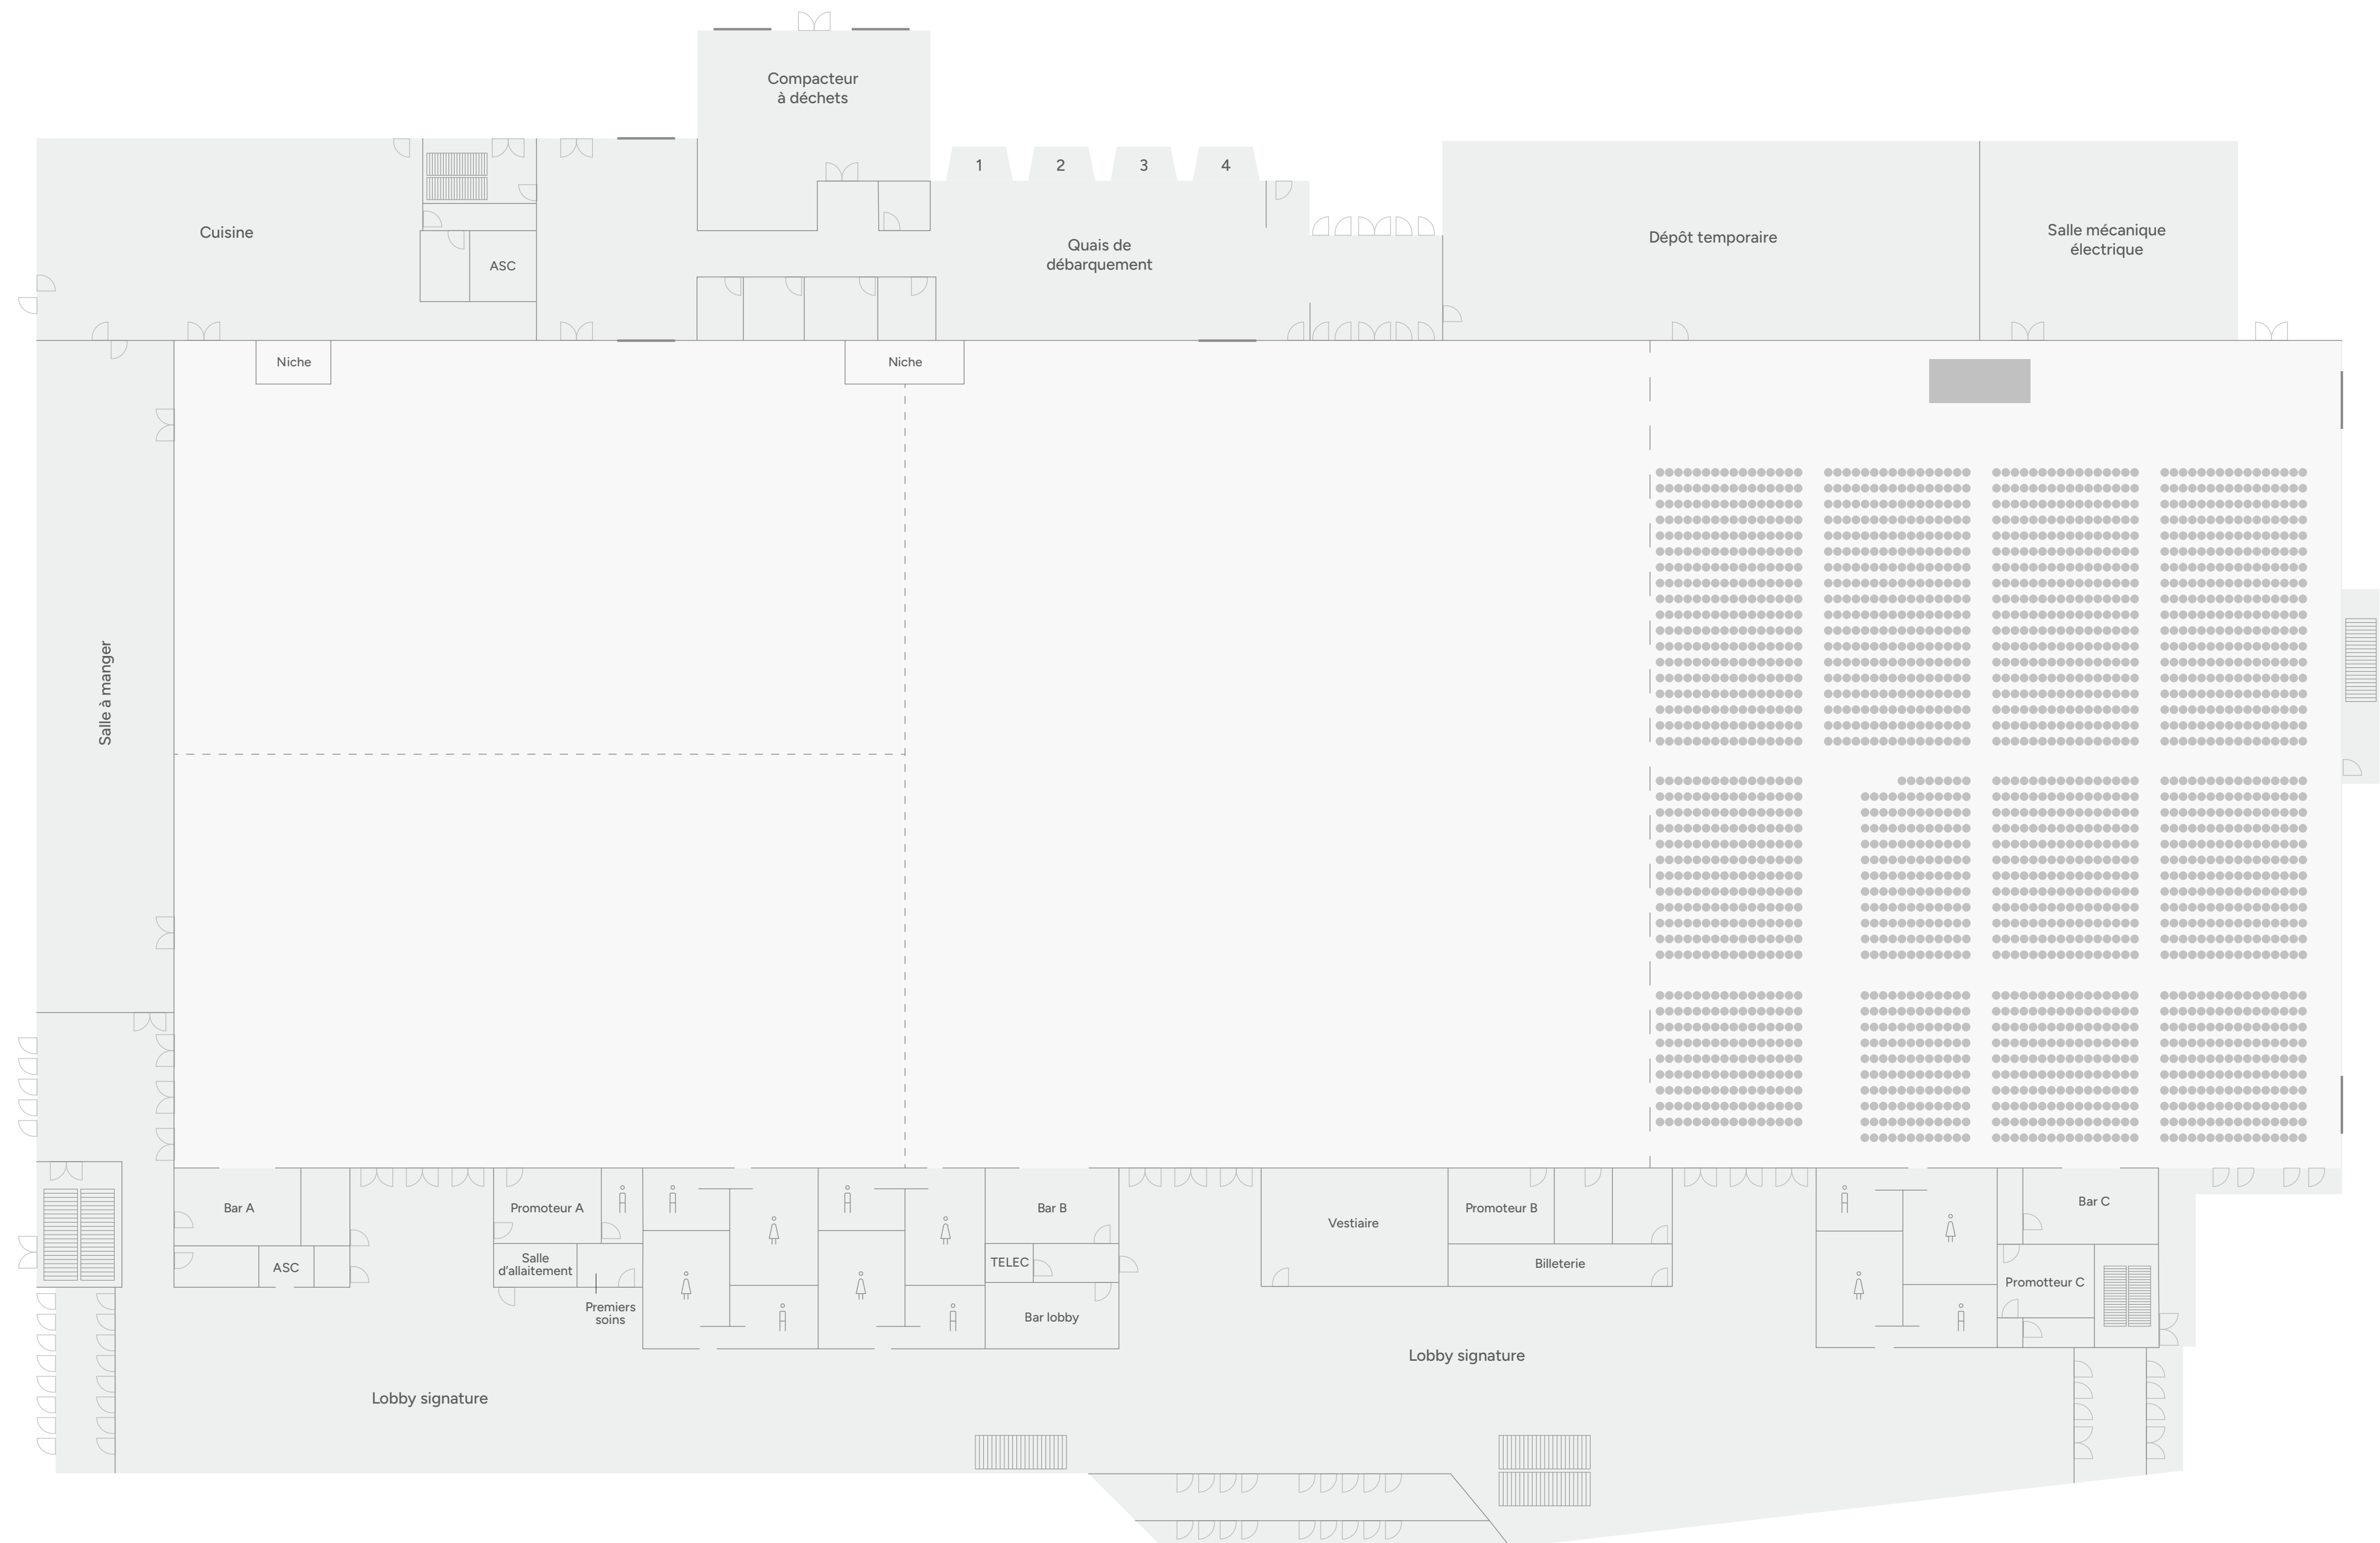 Compacteur
à déchets
1
2
3
4
Cuisine
ASC
Quais de
débarquement
Dépôt temporaire
Salle mécanique
électrique
Niche
Niche
Salle à manger
Bar A
ASC
Promoteur A
Salle
d’allaitement
Premiers
soins
Bar B
TELEC
Bar lobby
Vestiaire
Promoteur B
Billeterie
Bar C
Promotteur C
Lobby signature
Lobby signature